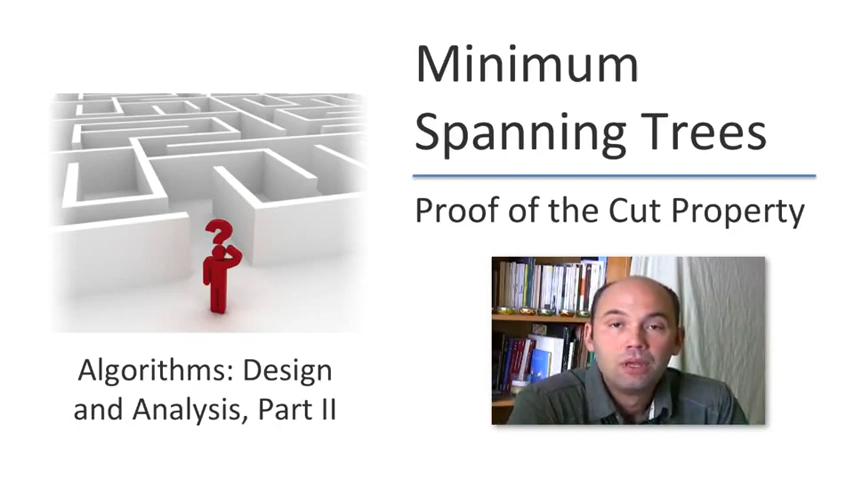 Minimum
Spanning Trees
Proof of the Cut Property
Algorithms: Design
and Analysis, Part II